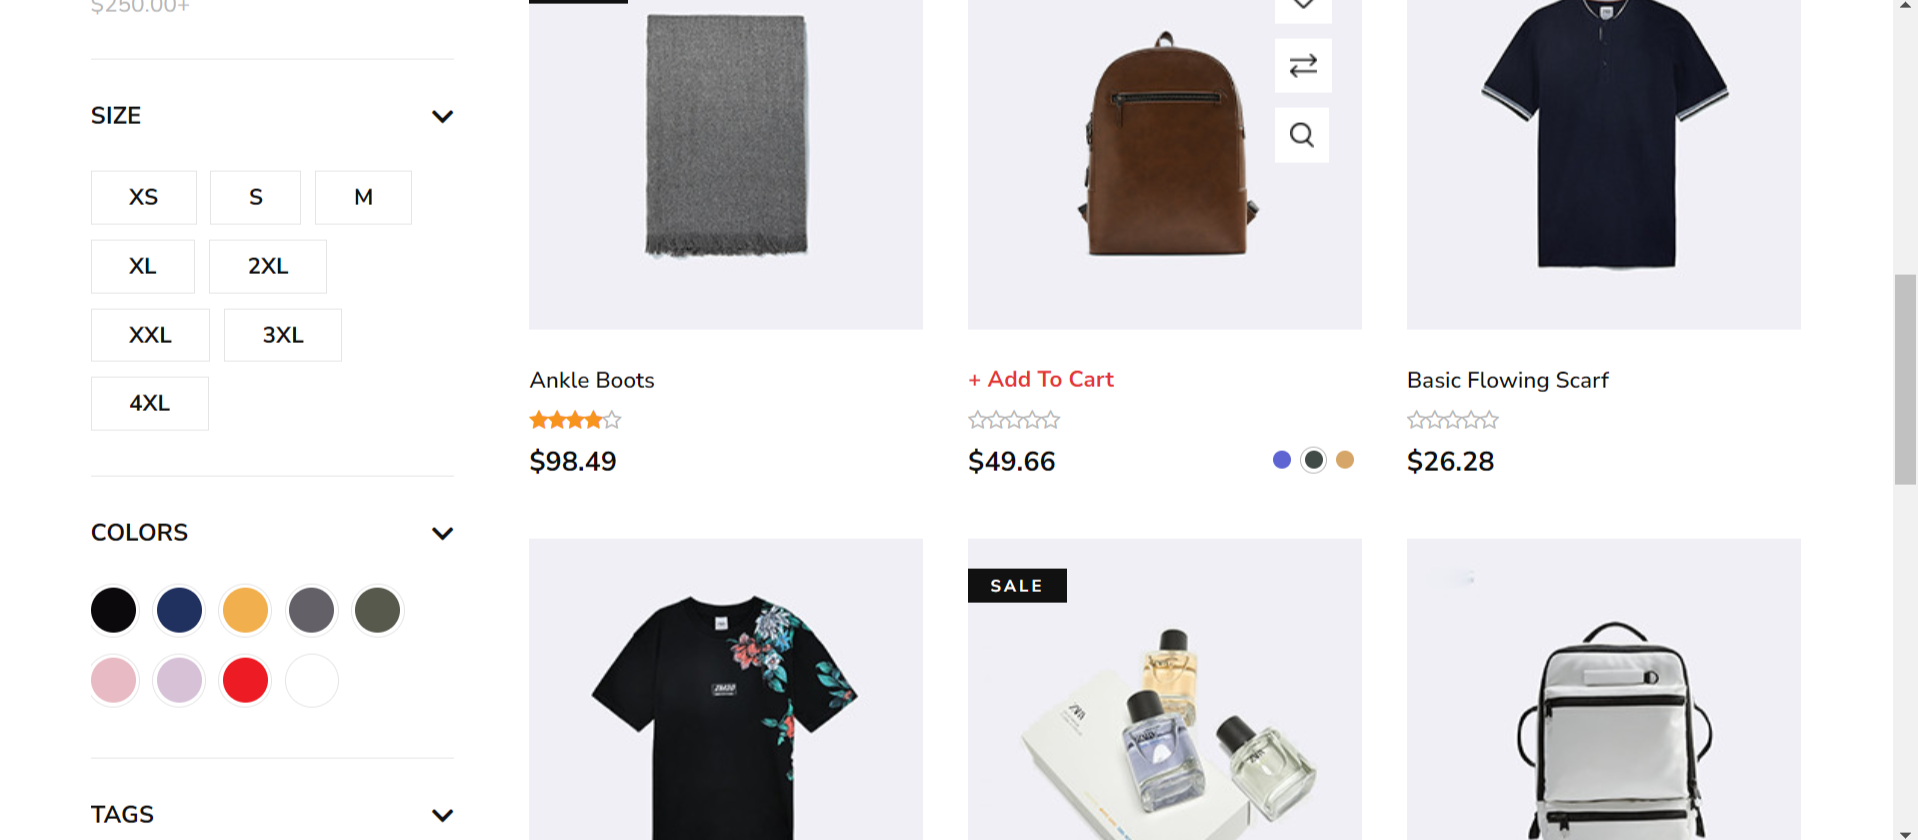 $250.00+
SIZE
XS
S
M
XL
2XL
XXL
3XL
4XL
COLORS
TAGS
Ankle Boots
$98.49
+ Add To Cart
$49.66
Basic Flowing Scarf
$26.28
SALE